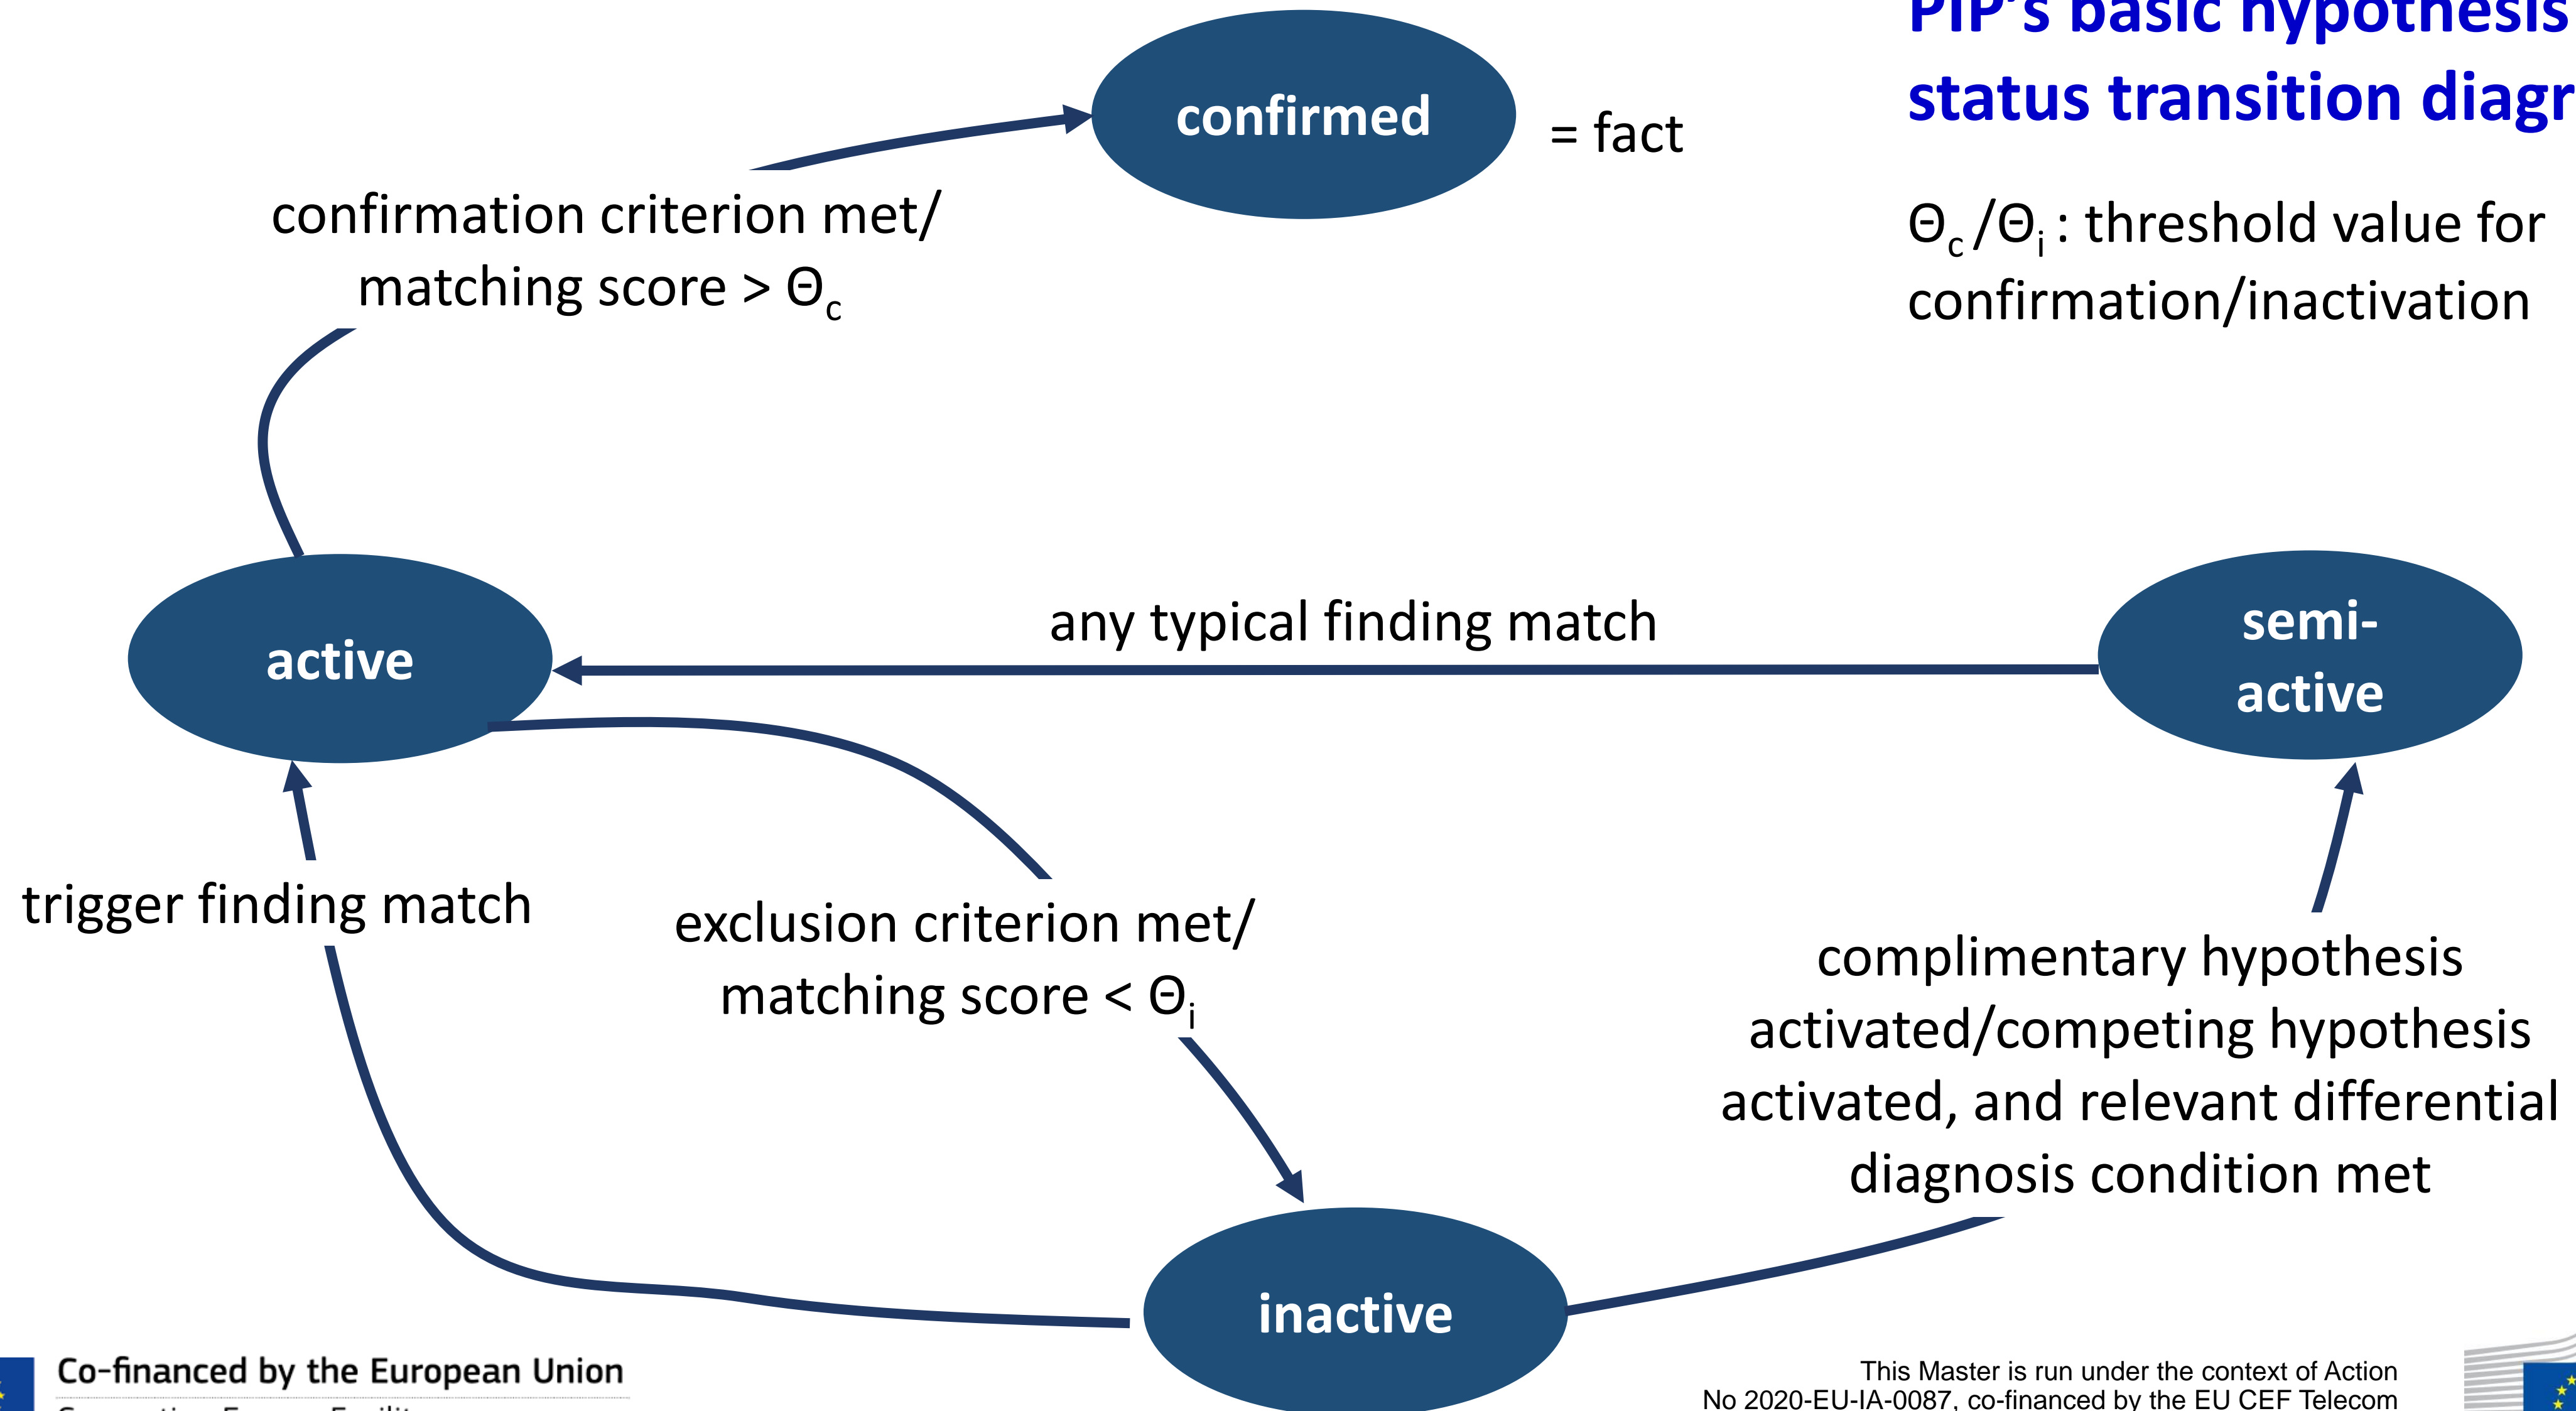 PIP's basic hypothesis
status transition
Θc/Θi : threshold value for
confirmation/inactivation
confirmed
= fact
confirmation criterion met/
matching score > Θc
active
any typical finding match
semi-
active
trigger finding match
exclusion criterion met/
matching score < Θi
complimentary hypothesis
activated/competing hypothesis
activated, and relevant differential
diagnosis condition met
inactive
Co-financed by the European Union
This Master is run under the context of Action
No 2020-EU-IA-0087, co-financed by the EU CEF Telecom